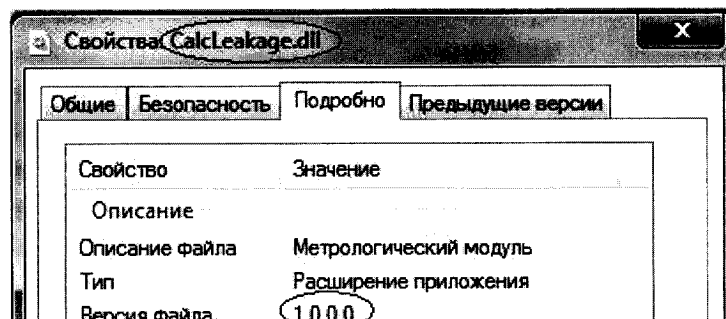 Свойства: CalcLeakage.dll
Общие Безопасность Подробно Предыдущие версии
Свойство Значение
Описание
Описание файла Метрологический модуль
Тип Расширение приложения
Версия файла 1.0.0.0